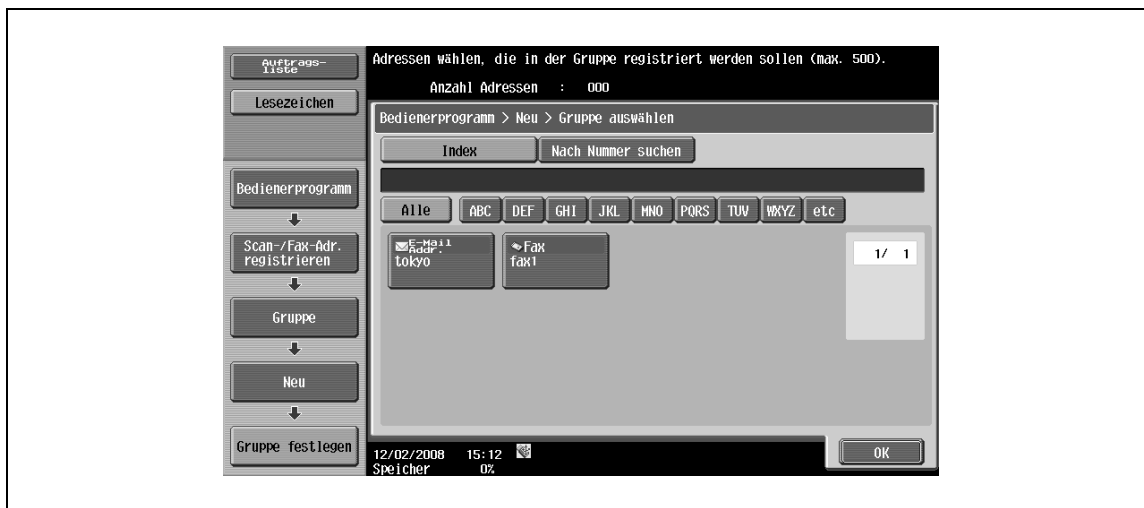 Auftrags-
liste
Lesezeichen
Bedienerprogramm
Scan-/Fax-Adr.
registrieren
Gruppe
Neu
Gruppe festlegen
Adressen wählen, die in der Gruppe registriert werden sollen (max. 500).
Anzahl Adressen : 000
Bedienerprogramm > Neu > Gruppe auswählen
Index
Nach Nummer suchen
Alle ABC DEF GHI JKL MNO PQRS TUV WXYZ etc
E-Mail
Addr.
tokyo
Fax
fax1
1/ 1
12/02/2008 15:12
Speicher 0%
OK